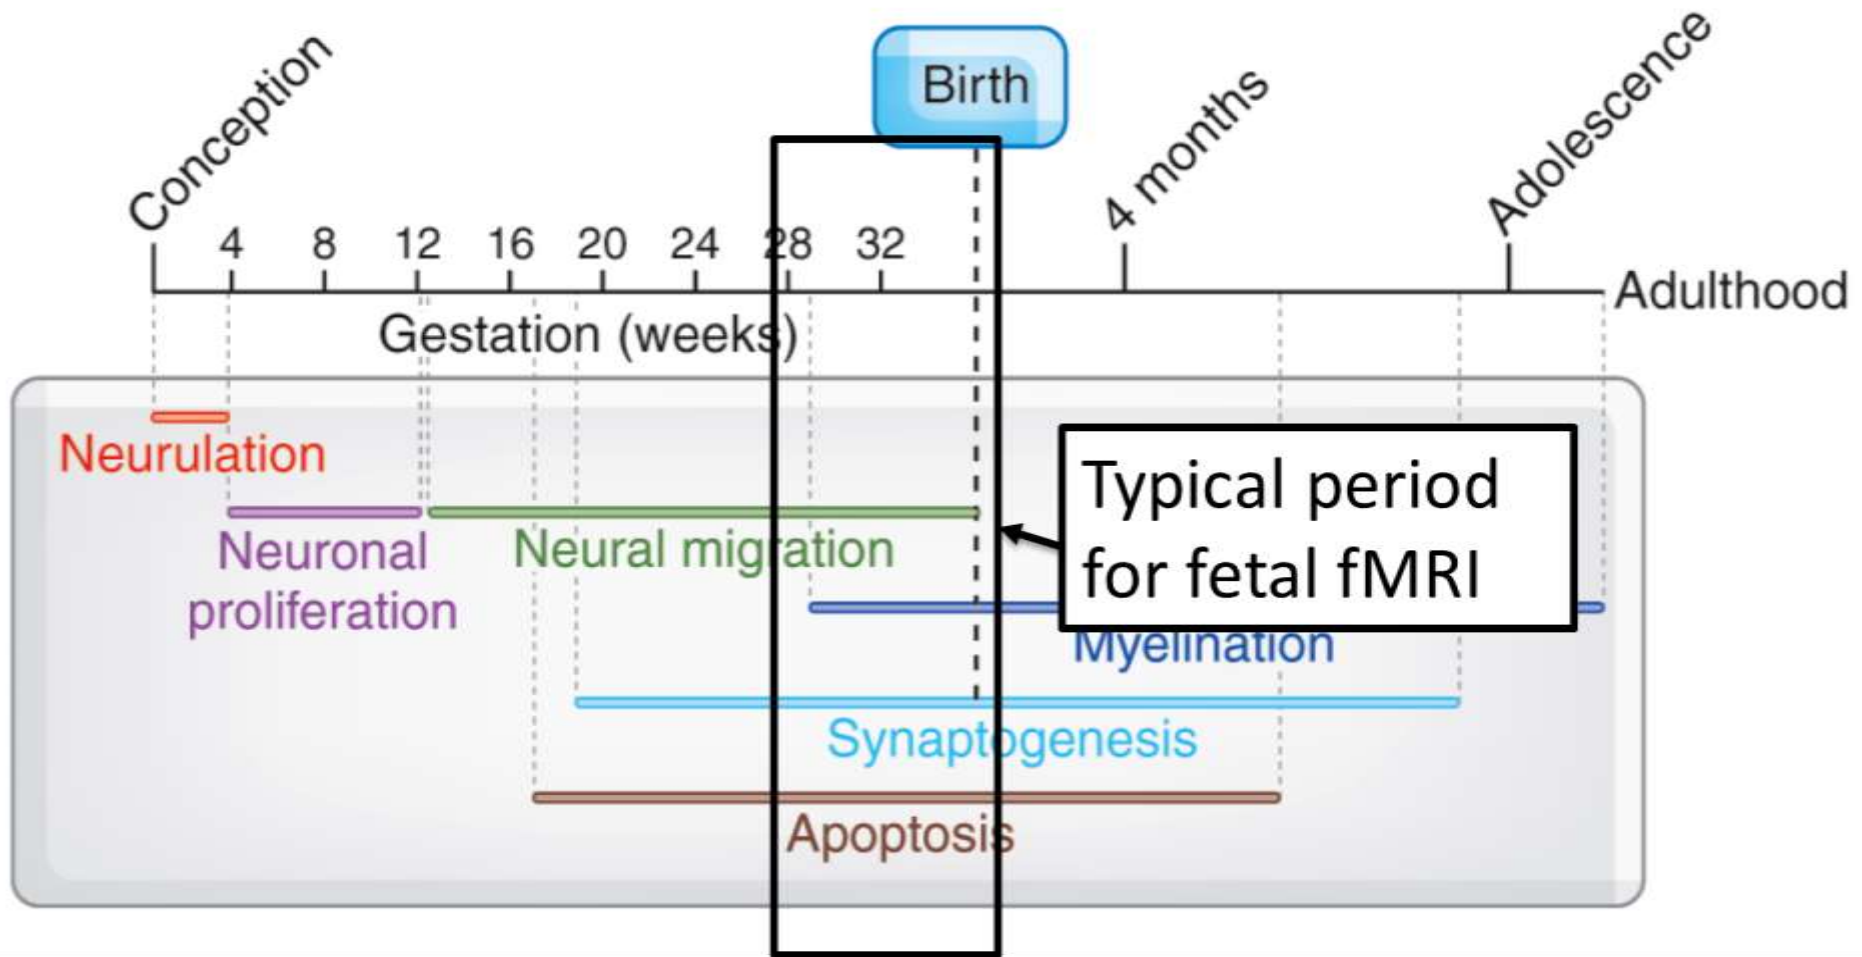 Conception
Birth
4 months
Adolescence
4 8 12 16 20 24 28 32
Adulthood
Gestation (weeks)
Neurulation
Neuronal
proliferation
Neural migration
Typical period
for fetal fMRI
Myelination
Synaptogenesis
Apoptosis